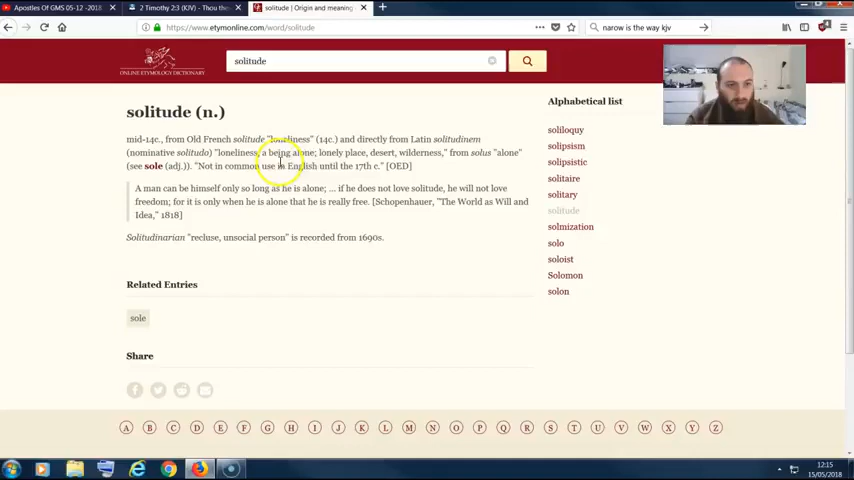 Apostles Of GMS 05-12 -2018
2 Timothy 2:3 (KJV) - Thou the
solitude | Origin and meaning
https://www.etymonline.com/word/solitude
narow is the way kjv
ONLINE ETYMOLOGY DICTIONARY
solitude
solitude (n.)
mid-14c., from Old French solitude "loneliness" (14c.) and directly from Latin solitudinem
(nominative solitudo) "loneliness, a being alone; lonely place, desert, wilderness," from solus "alone"
(see sole (adj.)). "Not in common use in English until the 17th c." [OED]
A man can be himself only so long as he is alone; ... if he does not love solitude, he will not love
freedom; for it is only when he is alone that he is really free. [Schopenhauer, "The World as Will and
Idea," 1818]
Solitudinarian "recluse, unsocial person" is recorded from 1690s.
Related Entries
sole
Share
Alphabetical list
soliloquy
solipsism
solipsistic
solitaire
solitary
solitude
solmization
solo
soloist
Solomon
solon
A B C D E F G H I J K L M N O P Q R S T U V W X Y Z
12:15
15/05/2018